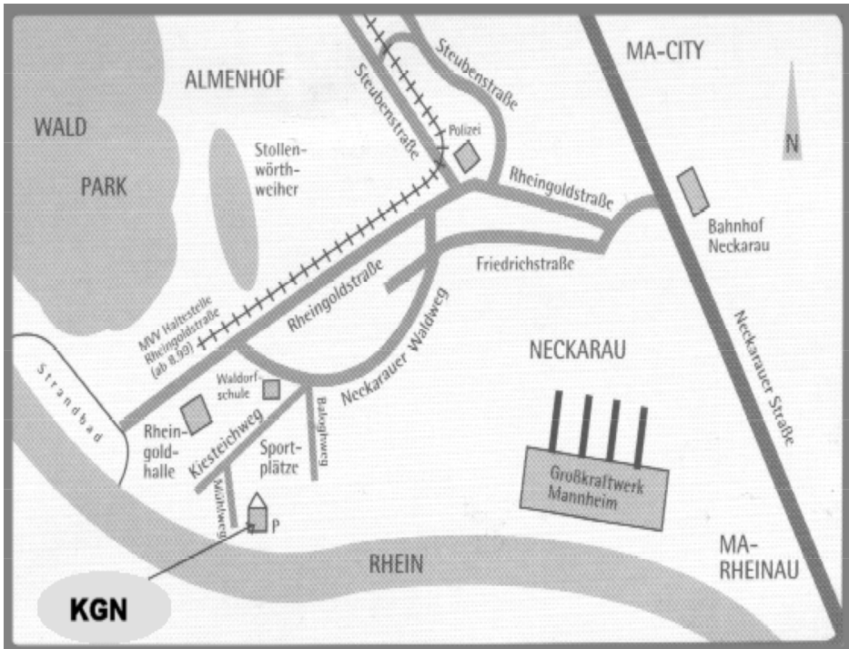 MA-CITY
ALMENHOF
Steubenstraße
Steubenstraße
WALD
PARK
Polizei
N
Stollen-
wörth-
weiher
Rheingoldstraße
Bahnhof
Neckarau
Friedrichstraße
Rheingoldstraße
MVV Haltestelle
Rheingoldstraße
(ab 8.99)
Neckarauer Waldweg
Neckarauer Straße
NECKARAU
Strandbad
Waldorf-
schule
Rhein-
gold-
halle
Kiesteichweg
Baloghweg
Sport-
plätze
Mühlweg
P
Großkraftwerk
Mannheim
RHEIN
MA-
RHEINAU
KGN